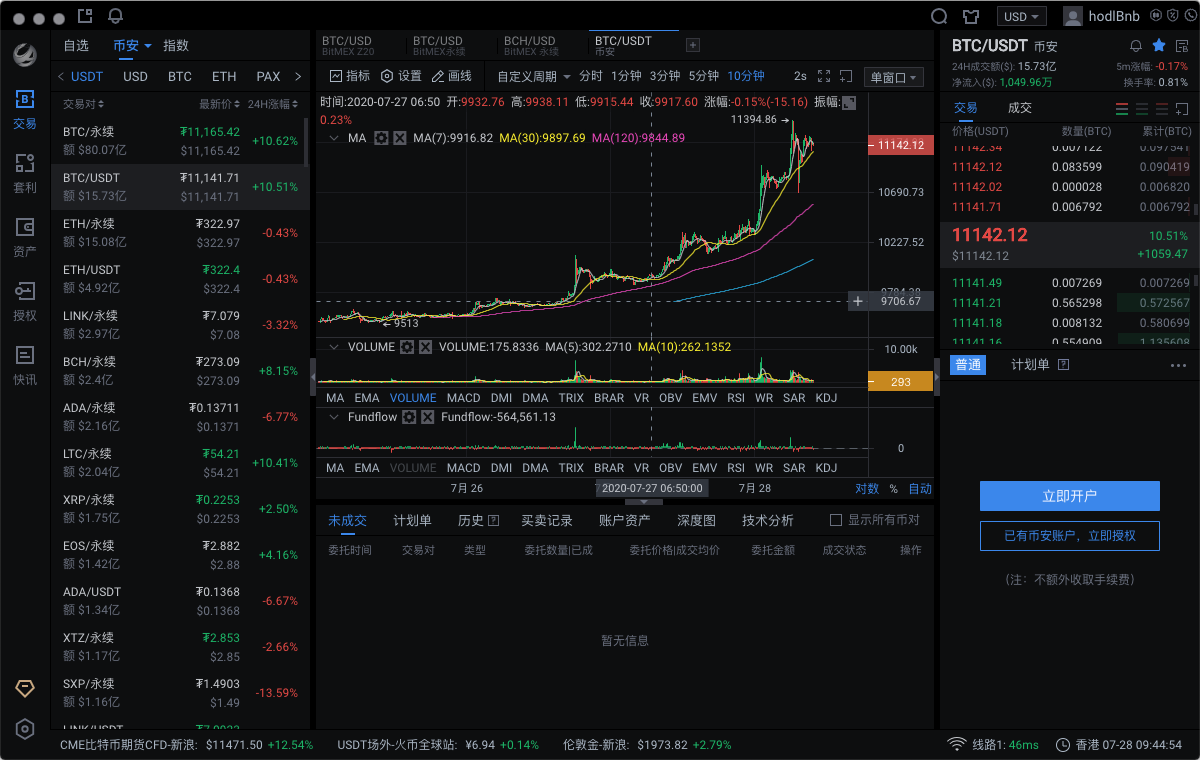 USD
hodlBnb
自选 币安 指数
USDT USD BTC ETH PAX
交易对 最新价 24H涨幅
BTC/永续 ₮11,165.42 +10.62%
额 $80.07亿 $11,165.42
BTC/USDT ₮11,141.71 +10.51%
额 $15.73亿 $11,141.71
ETH/永续 ₮322.97 -0.43%
额 $15.08亿 $322.97
ETH/USDT ₮322.4 -0.43%
额 $4.92亿 $322.4
LINK/永续 ₮7.079 -3.32%
额 $2.97亿 $7.08
BCH/永续 ₮273.09 +8.15%
额 $2.4亿 $273.09
ADA/永续 ₮0.13711 -6.77%
额 $2.16亿 $0.1371
LTC/永续 ₮54.21 +10.41%
额 $2.04亿 $54.21
XRP/永续 ₮0.2253 +2.50%
额 $1.75亿 $0.2253
EOS/永续 ₮2.882 +4.16%
额 $1.42亿 $2.88
ADA/USDT ₮0.1368 -6.67%
额 $1.34亿 $0.1368
XTZ/永续 ₮2.853 -2.66%
额 $1.17亿 $2.85
SXP/永续 ₮1.4903 -13.59%
额 $1.16亿 $1.49
LINK/USDT
交易
套利
资产
授权
快讯
BTC/USD BitMEX Z20
BTC/USD BitMEX永续
BCH/USD BitMEX 永续
BTC/USDT 币安
指标 设置 画线 自定义周期 分时 1分钟 3分钟 5分钟 10分钟 2s 单窗口
时间:2020-07-27 06:50 开:9932.76 高:9938.11 低:9915.44 收:9917.60 涨幅:-0.15%(-15.16) 振幅:
0.23%
MA MA(7):9916.82 MA(30):9897.69 MA(120):9844.89
11394.86
11142.12
10690.73
10227.52
9784.38
9706.67
9513
VOLUME VOLUME:175.8336 MA(5):302.2710 MA(10):262.1352
10.00k
293
MA EMA VOLUME MACD DMI DMA TRIX BRAR VR OBV EMV RSI WR SAR KDJ
Fundflow Fundflow:-564,561.13
0
MA EMA VOLUME MACD DMI DMA TRIX BRAR VR OBV EMV RSI WR SAR KDJ
7月 26 2020-07-27 06:50:00 7月 28 对数 % 自动
未成交 计划单 历史 ? 买卖记录 账户资产 深度图 技术分析 显示所有币对
委托时间 交易对 类型 委托数量|已成 委托价格|成交均价 委托金额 成交状态 操作
暂无信息
BTC/USDT 币安
24H成交额($): 15.73亿 5m涨幅: -0.17%
净流入($): 1,049.96万 换手率: 0.81%
交易 成交
价格(USDT) 数量(BTC) 累计(BTC)
11142.34 0.007122 0.097541
11142.12 0.083599 0.090419
11142.02 0.000028 0.006820
11141.71 0.006792 0.006792
11142.12 10.51%
$11142.12 +1059.47
11141.49 0.007269 0.007269
11141.21 0.565298 0.572567
11141.18 0.008132 0.580699
11141.16 0.554909 1.135608
普通 计划单 ?
立即开户
已有币安账户，立即授权
(注：不额外收取手续费)
CME比特币期货CFD-新浪: $11471.50 +12.54% USDT场外-火币全球站: ¥6.94 +0.14% 伦敦金-新浪: $1973.82 +2.79% 线路1: 46ms 香港 07-28 09:44:54